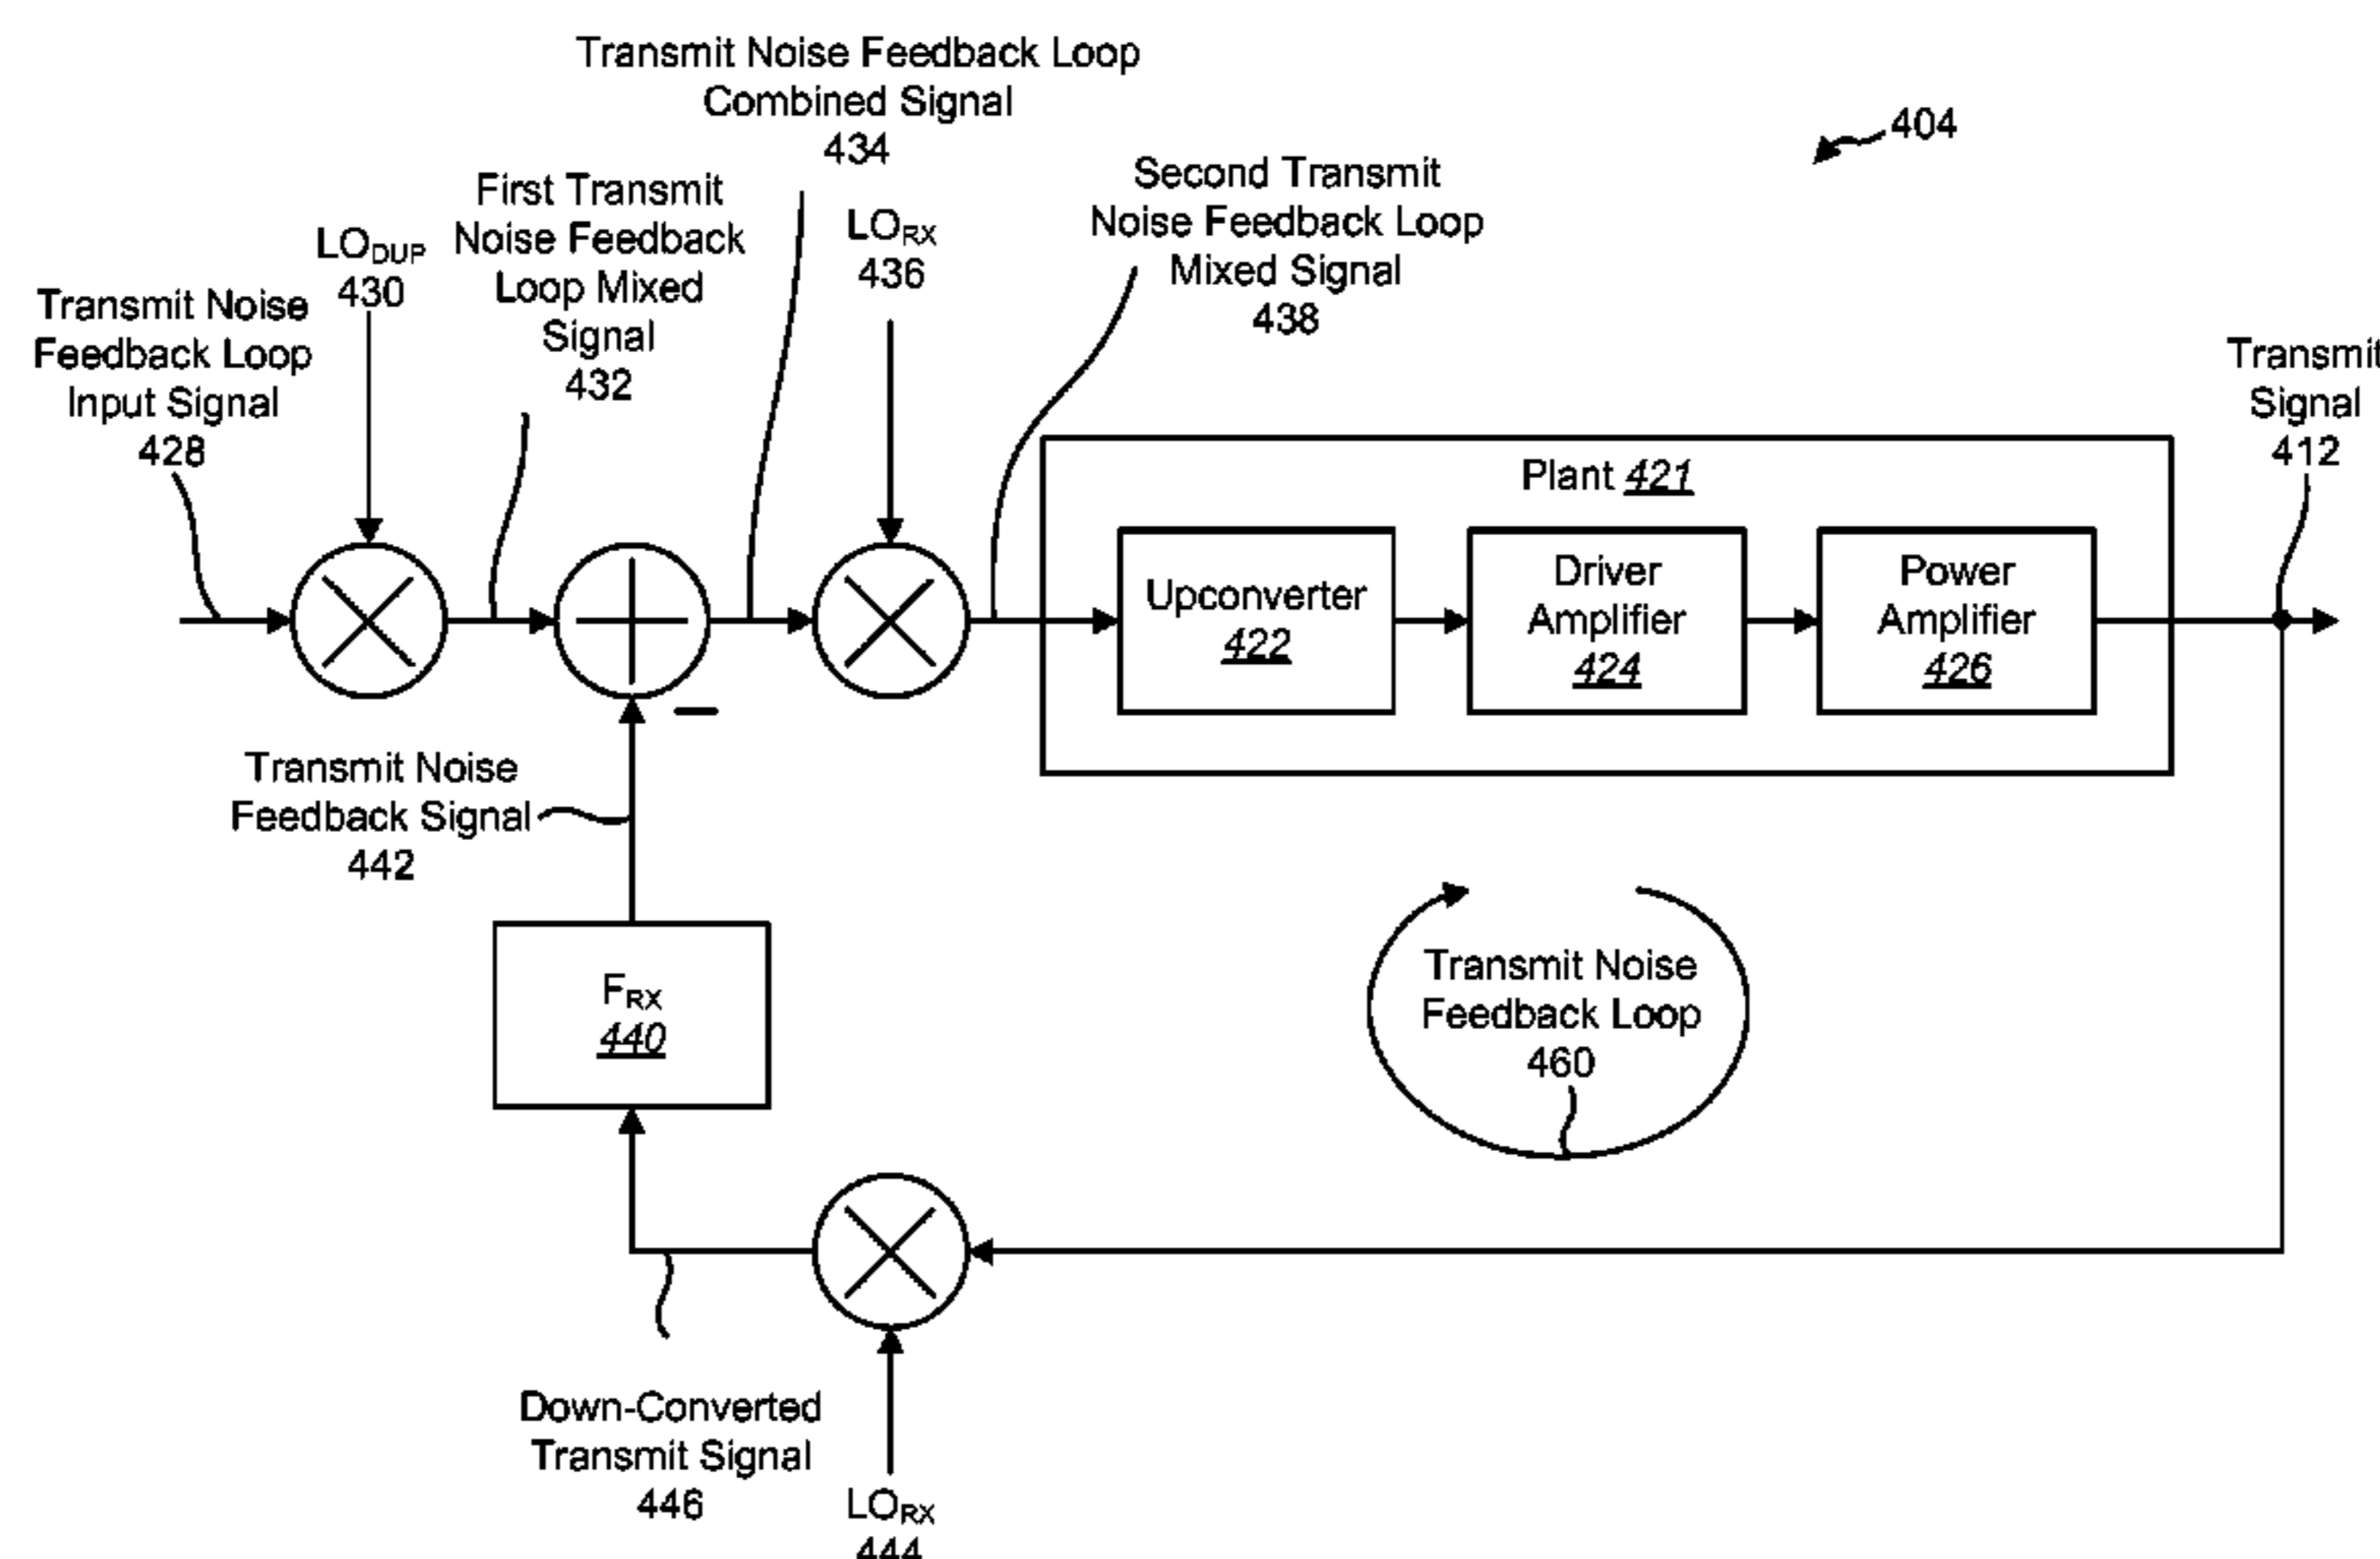 Transmit Noise Feedback Loop
Combined Signal
434
404
First Transmit
Noise Feedback
Loop Mixed
Signal
432
LODUP
430
LORX
436
Second Transmit
Noise Feedback Loop
Mixed Signal
438
Transmit Noise
Feedback Loop
Input Signal
428
Transmit
Signal
412
Plant 421
Upconverter
422
Driver
Amplifier
424
Power
Amplifier
426
Transmit Noise
Feedback Signal
442
FRX
440
Transmit Noise
Feedback Loop
460
Down-Converted
Transmit Signal
446
LORX
444